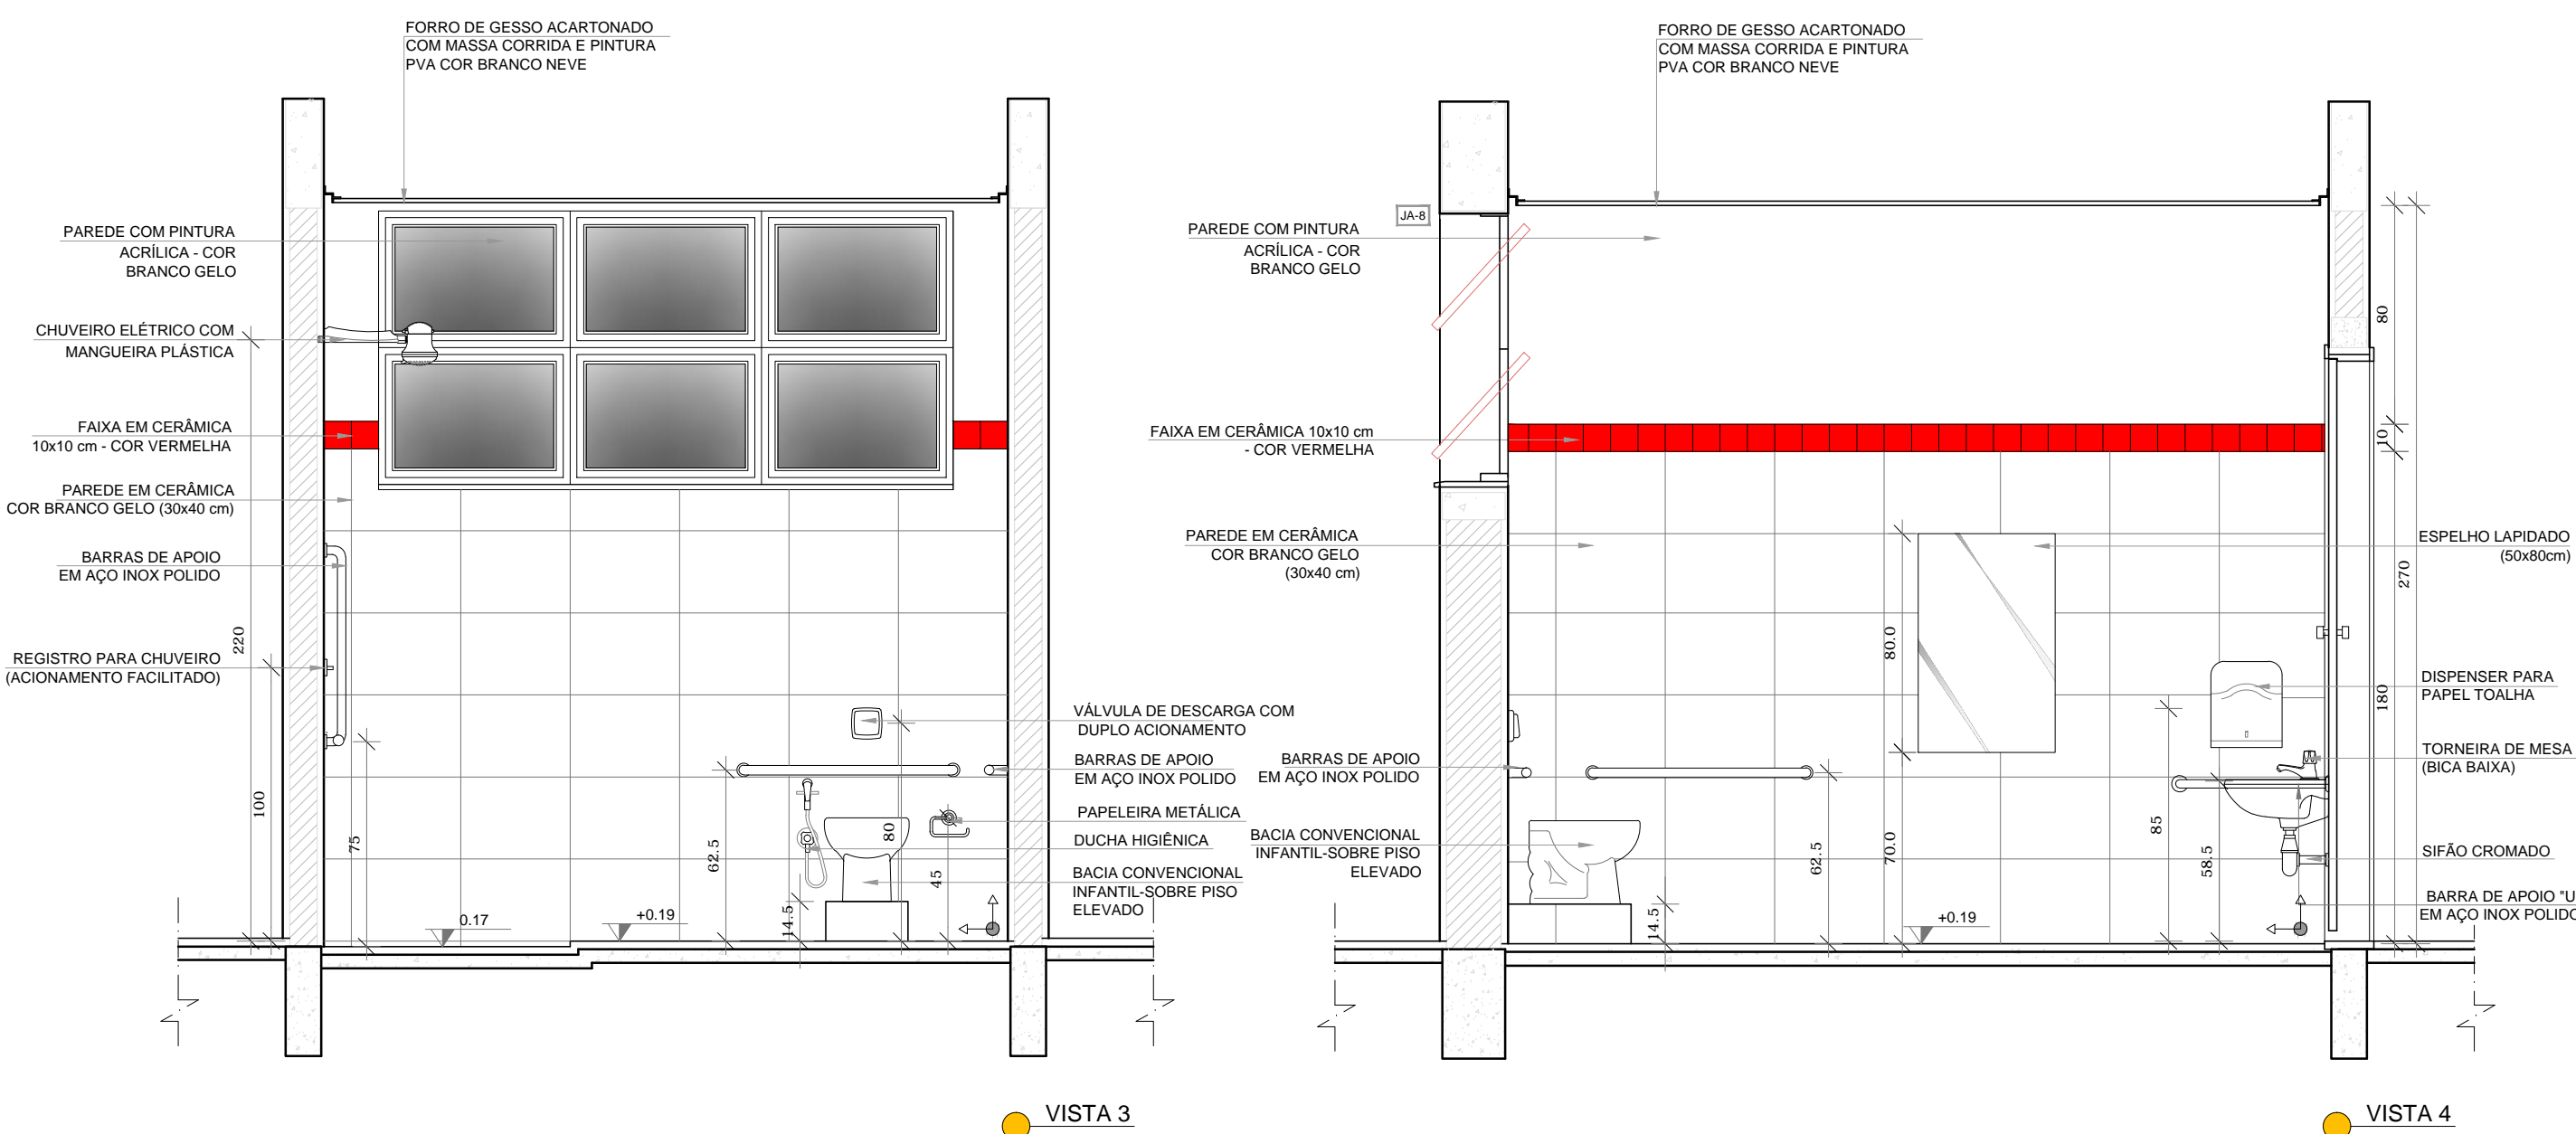 FORRO DE GESSO ACARTONADO
COM MASSA CORRIDA E PINTURA
PVA COR BRANCO NEVE
PAREDE COM PINTURA
ACRÍLICA - COR
BRANCO GELO
CHUVEIRO ELÉTRICO COM
MANGUEIRA PLÁSTICA
FAIXA EM CERÂMICA
10x10 cm - COR VERMELHA
PAREDE EM CERÂMICA
COR BRANCO GELO (30x40 cm)
BARRAS DE APOIO
EM AÇO INOX POLIDO
REGISTRO PARA CHUVEIRO
(ACIONAMENTO FACILITADO)
220
100
75
62.5
14.5
80
45
0.17
+0.19
VÁLVULA DE DESCARGA COM
DUPLO ACIONAMENTO
BARRAS DE APOIO
EM AÇO INOX POLIDO
PAPELEIRA METÁLICA
DUCHA HIGIÊNICA
BACIA CONVENCIONAL
INFANTIL-SOBRE PISO
ELEVADO
VISTA 3
FORRO DE GESSO ACARTONADO
COM MASSA CORRIDA E PINTURA
PVA COR BRANCO NEVE
JA-8
PAREDE COM PINTURA
ACRÍLICA - COR
BRANCO GELO
FAIXA EM CERÂMICA 10x10 cm
- COR VERMELHA
PAREDE EM CERÂMICA
COR BRANCO GELO
(30x40 cm)
BARRAS DE APOIO
EM AÇO INOX POLIDO
BACIA CONVENCIONAL
INFANTIL-SOBRE PISO
ELEVADO
14.5
62.5
80.0
70.0
+0.19
85
58.5
80
10
180
270
ESPELHO LAPIDADO
(50x80cm)
DISPENSER PARA
PAPEL TOALHA
TORNEIRA DE MESA
(BICA BAIXA)
SIFÃO CROMADO
BARRA DE APOIO "U
EM AÇO INOX POLIDO
VISTA 4